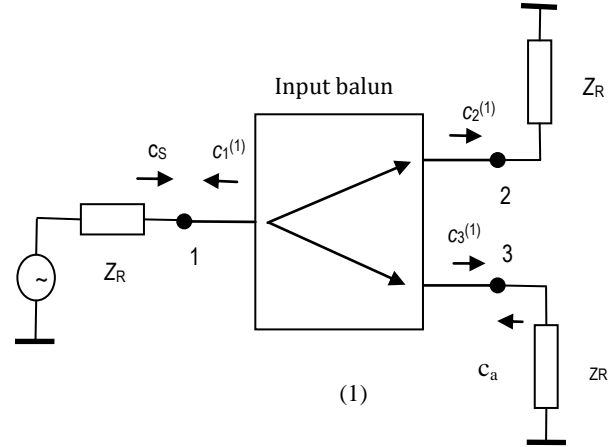 Input balun
Z_R
c_2^(1)
c_S
c_1^(1)
2
c_3^(1)
3
1
Z_R
~
c_a
Z_R
(1)